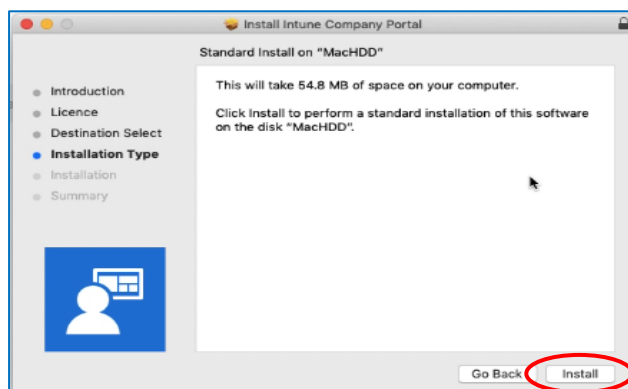 Install Intune Company Portal
Standard Install on "MacHDD"
Introduction
Licence
Destination Select
Installation Type
Installation
Summary
This will take 54.8 MB of space on your computer.
Click Install to perform a standard installation of this software
on the disk "MacHDD".
Go Back
Install